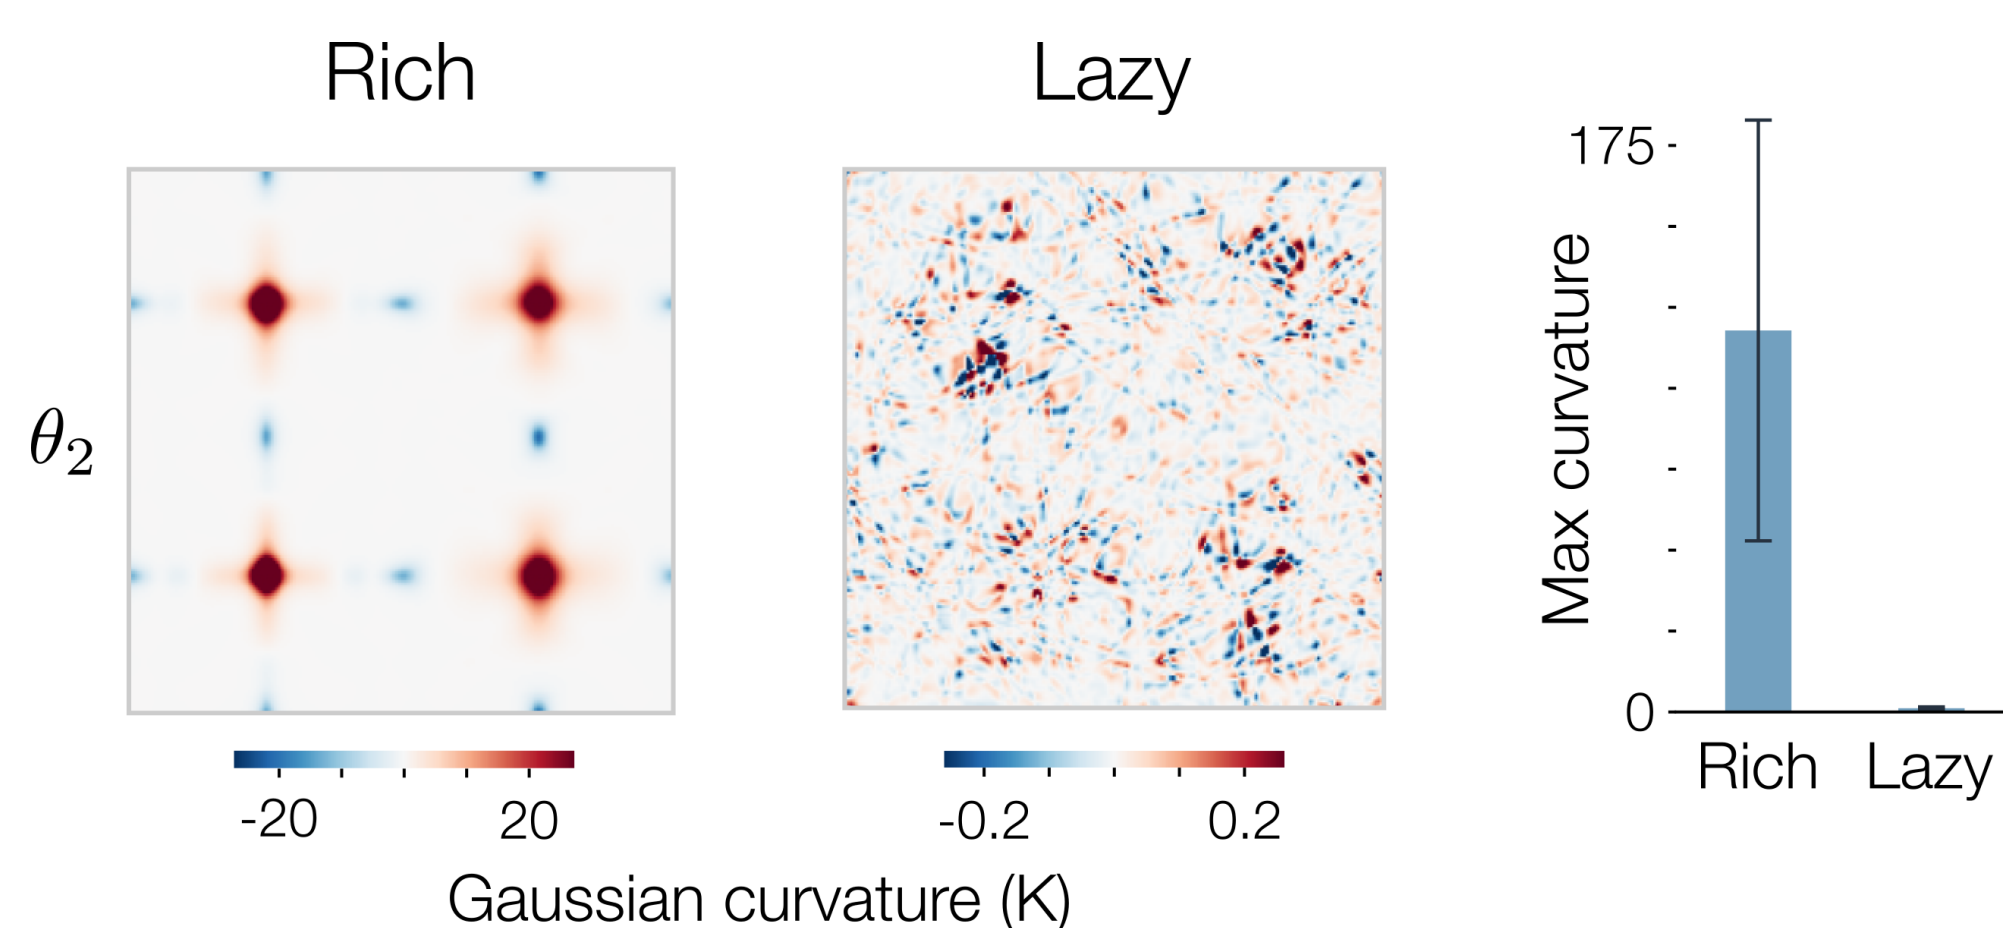 Rich
Lazy
θ₂
-20
20
-0.2
0.2
Gaussian curvature (K)
Max curvature
175
0
Rich
Lazy